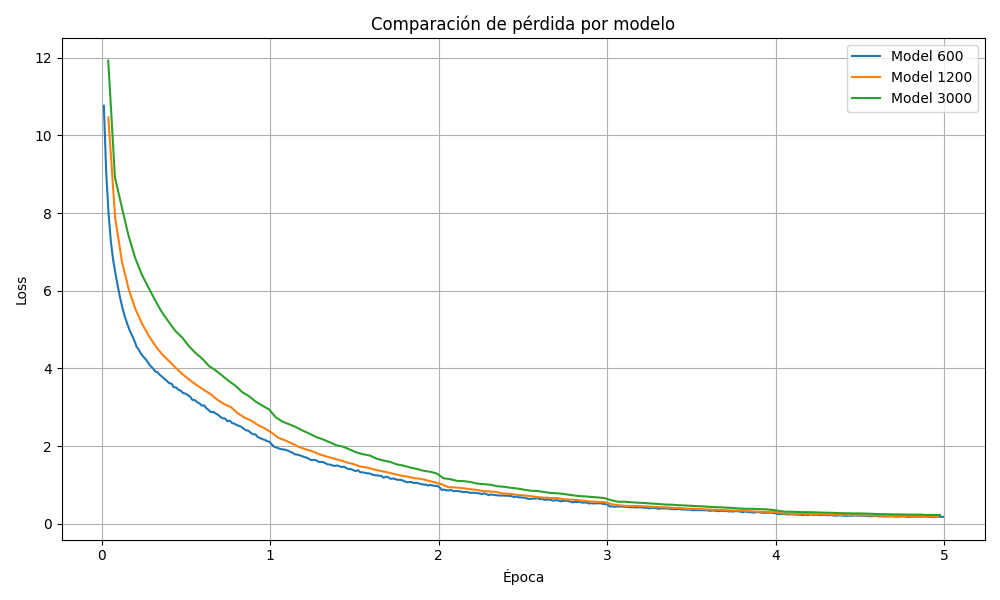 Comparación de pérdida por modelo
12
10
8
6
4
2
0
Loss
Model 600
Model 1200
Model 3000
0 1 2 3 4 5
Época